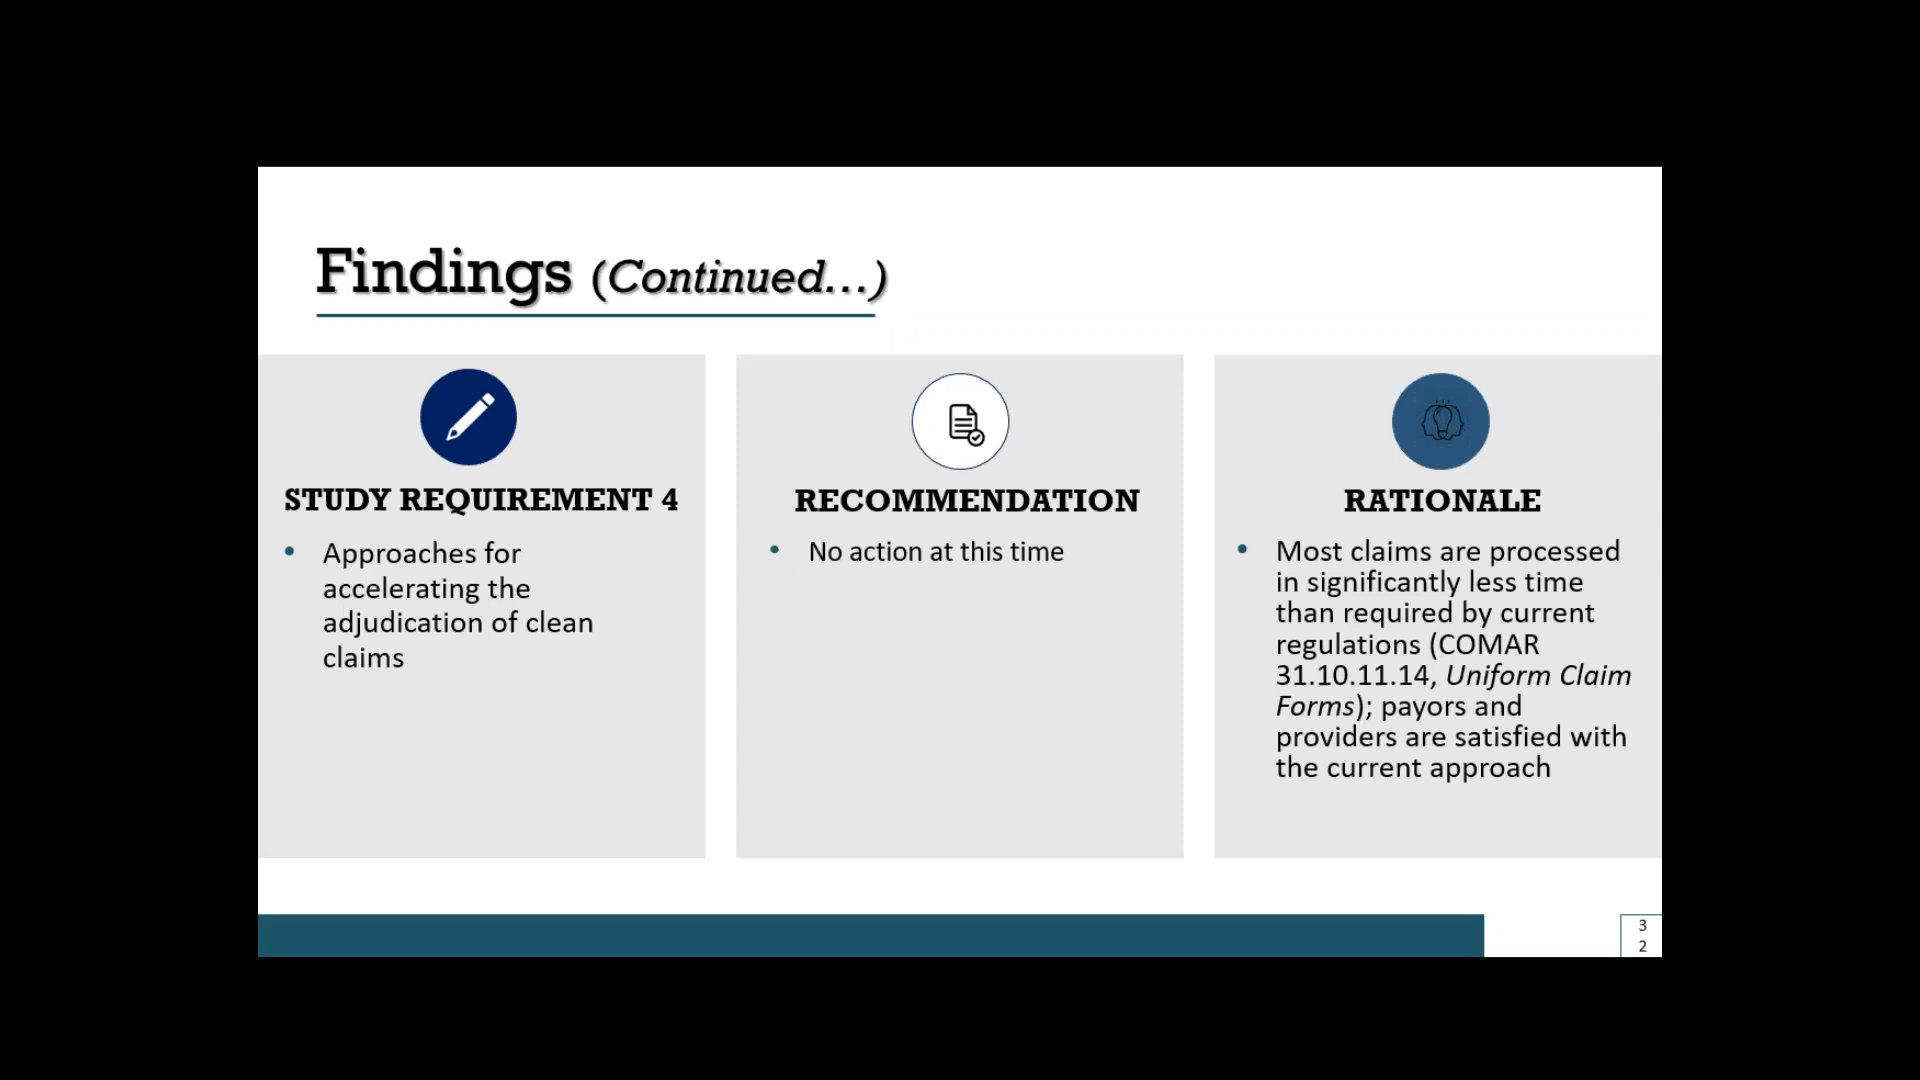 Findings (Continued...)
STUDY REQUIREMENT 4
• Approaches for
accelerating the
adjudication of clean
claims
RECOMMENDATION
• No action at this time
RATIONALE
• Most claims are processed
in significantly less time
than required by current
regulations (COMAR
31.10.11.14, Uniform Claim
Forms); payors and
providers are satisfied with
the current approach
3
2